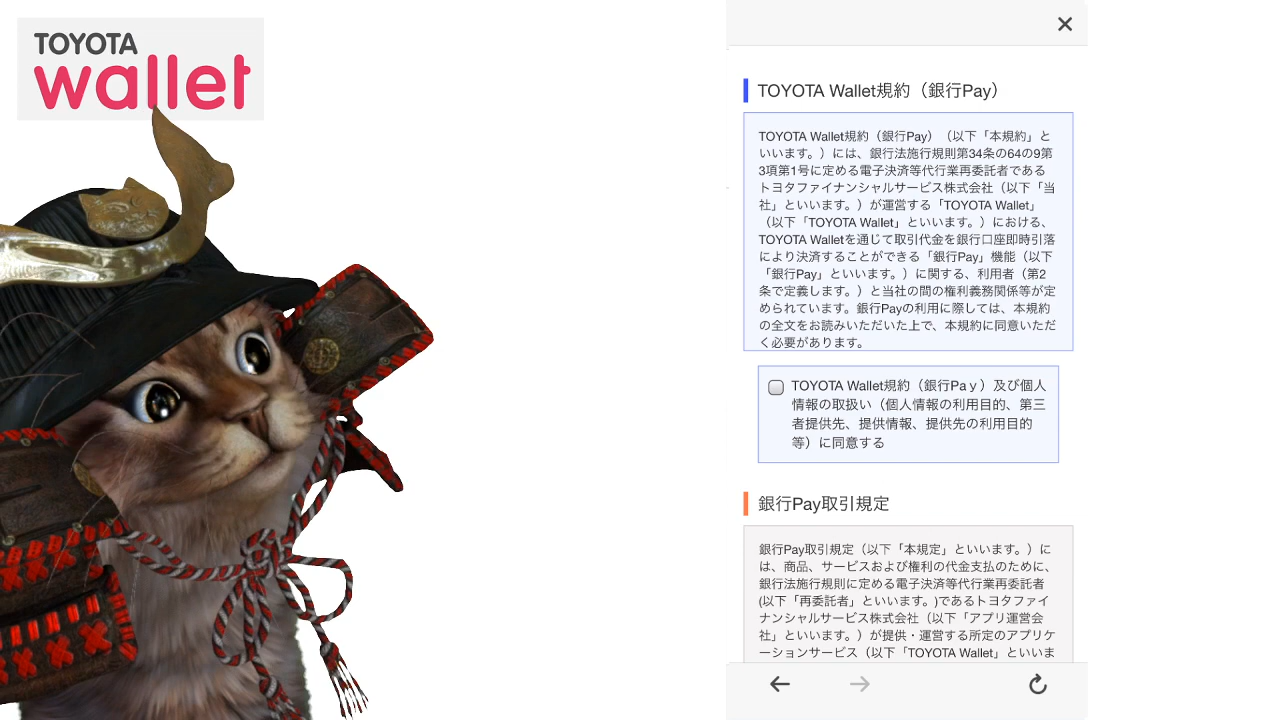 TOYOTA
wallet
TOYOTA Wallet規約（銀行Pay）
TOYOTA Wallet規約（銀行Pay）（以下「本規約」と
いいます。）には、銀行法施行規則第34条の64の9第
3項第1号に定める電子決済等代行業再委託者である
トヨタファイナンシャルサービス株式会社（以下「当
社」といいます。）が運営する「TOYOTA Wallet」
（以下「TOYOTA Wallet」といいます。）における、
TOYOTA Walletを通じて取引代金を銀行口座即時引落
により決済することができる「銀行Pay」機能（以下
「銀行Pay」といいます。）に関する、利用者（第2
条で定義します。）と当社の間の権利義務関係等が定
められています。銀行Payの利用に際しては、本規約
の全文をお読みいただいた上で、本規約に同意いただ
く必要があります。
TOYOTA Wallet規約（銀行Paｙ）及び個人
情報の取扱い（個人情報の利用目的、第三
者提供先、提供情報、提供先の利用目的
等）に同意する
銀行Pay取引規定
銀行Pay取引規定（以下「本規定」といいます。）に
は、商品、サービスおよび権利の代金支払のために、
銀行法施行規則に定める電子決済等代行業再委託者
(以下「再委託者」といいます。)であるトヨタファイ
ナンシャルサービス株式会社（以下「アプリ運営会
社」といいます。）が提供・運営する所定のアプリケ
ーションサービス（以下「TOYOTA Wallet」といいま